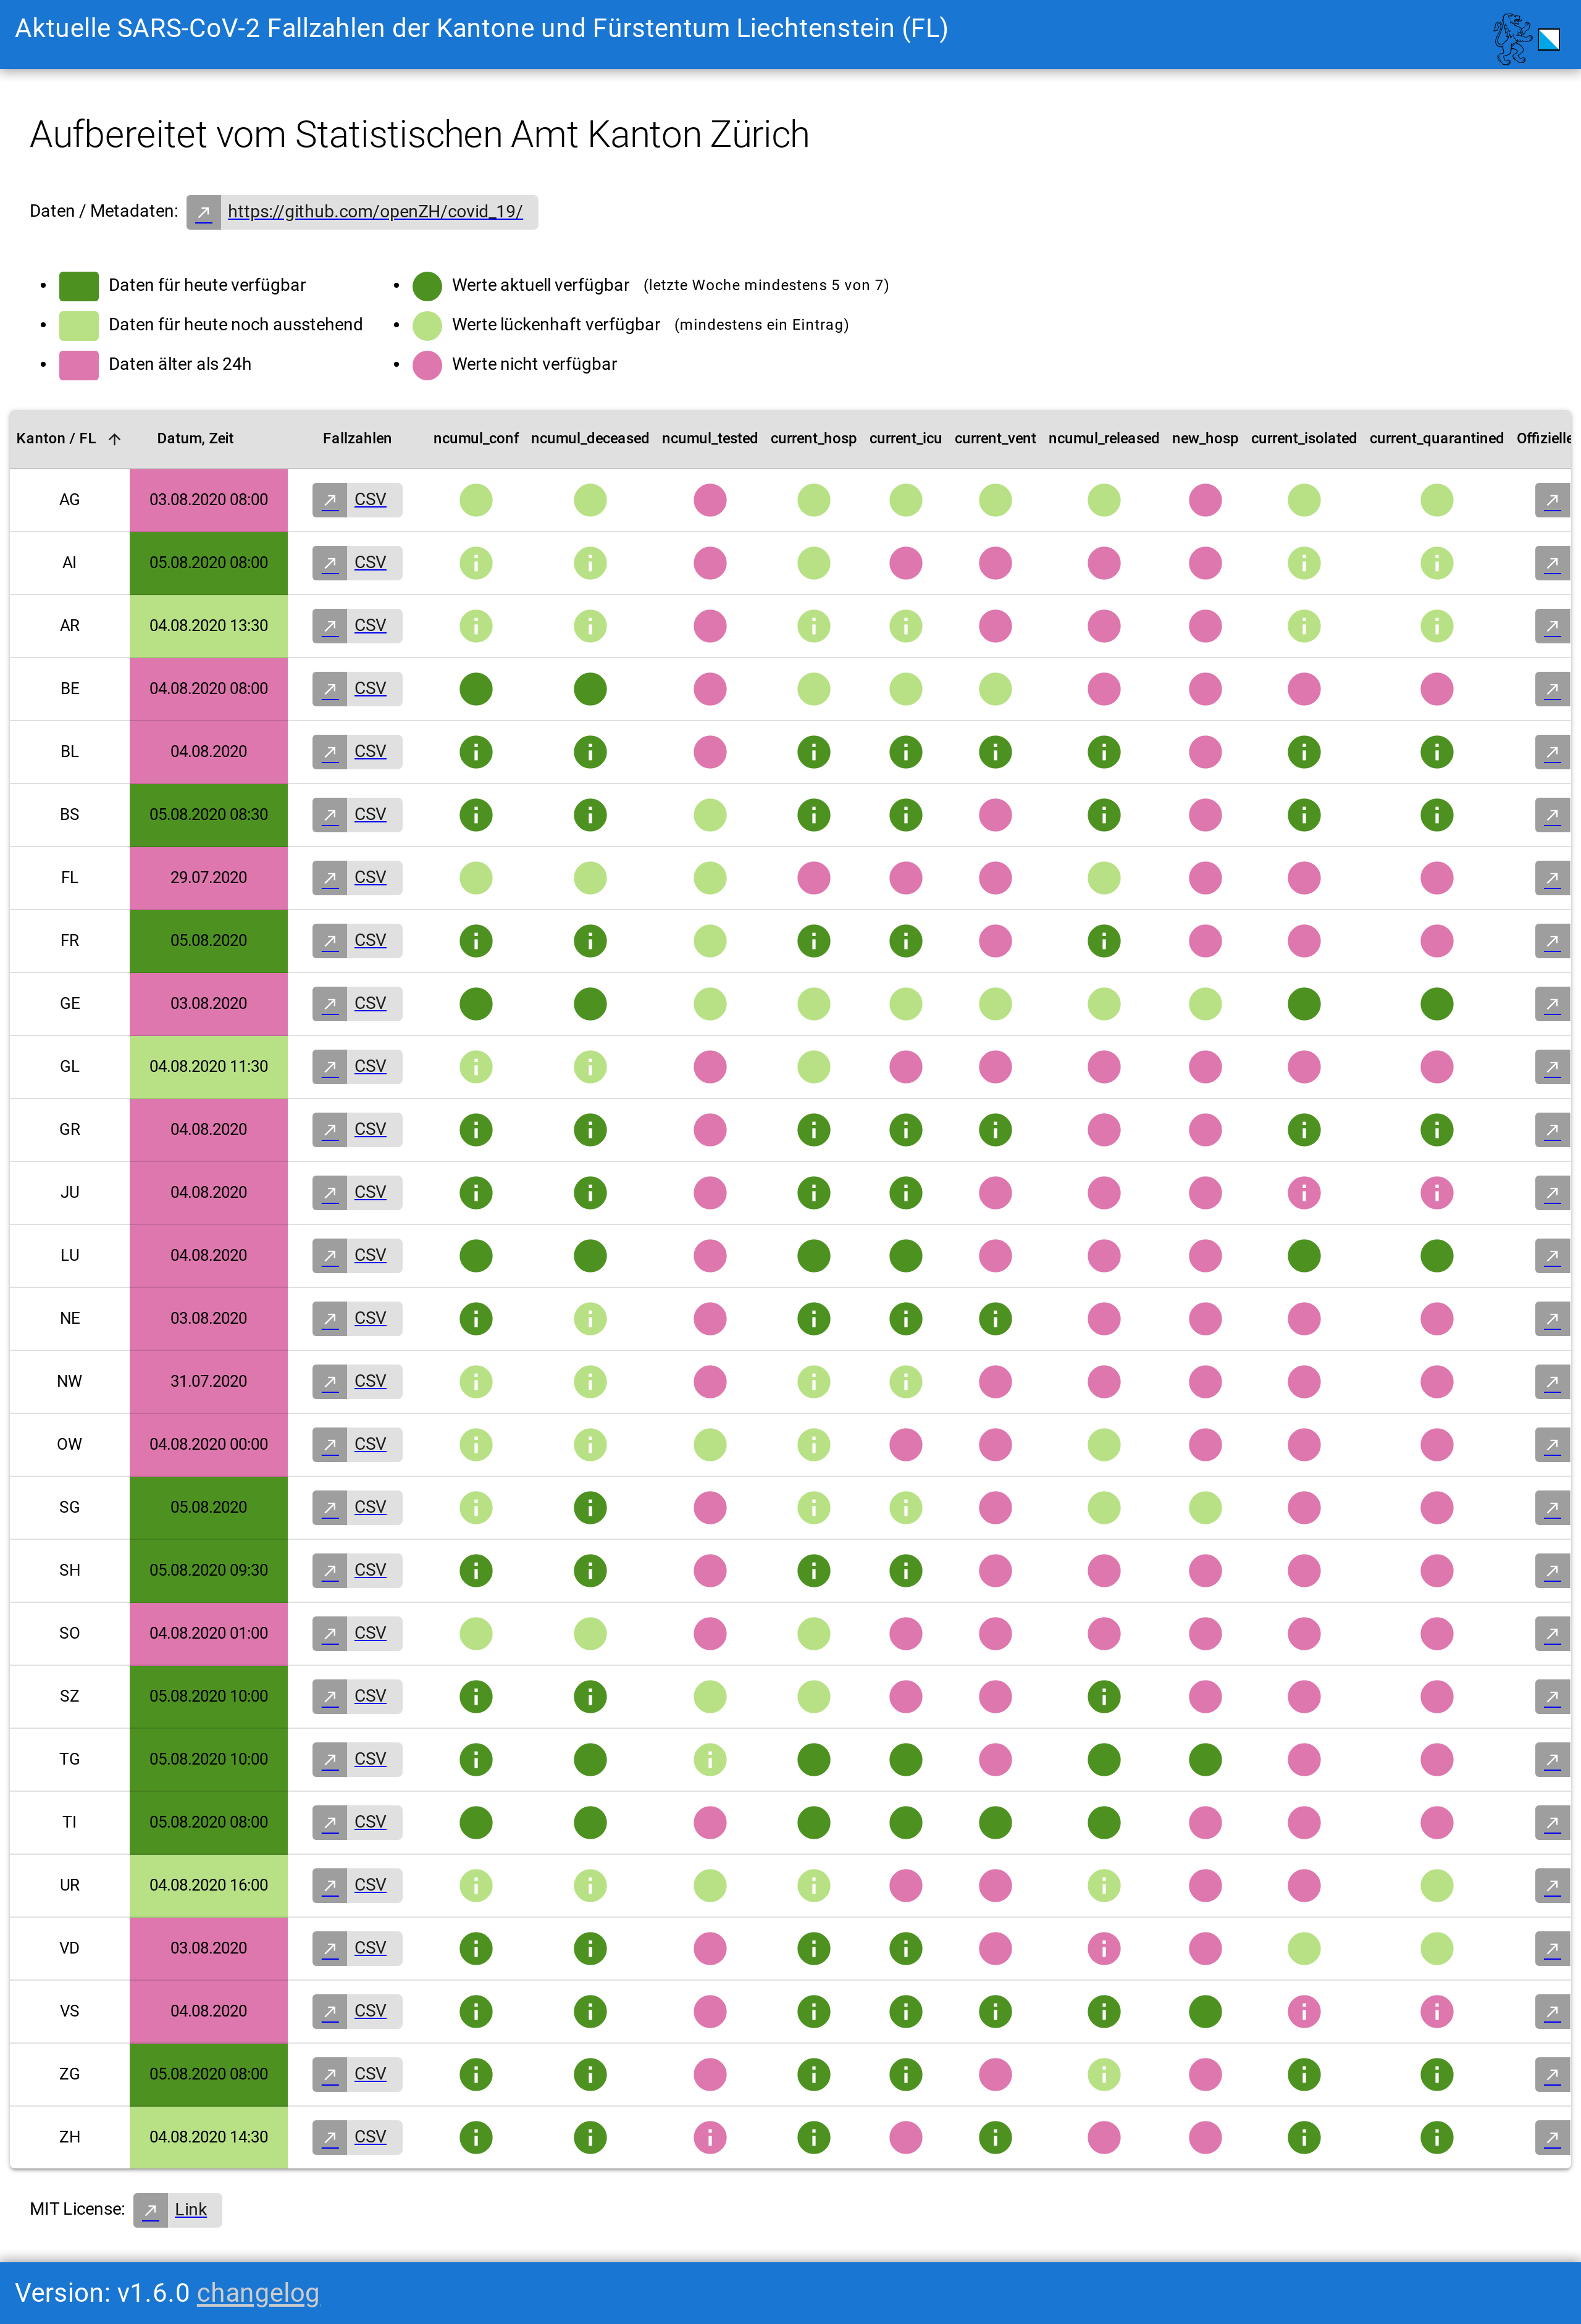 Aktuelle SARS-CoV-2 Fallzahlen der Kantone und Fürstentum Liechtenstein (FL)
Aufbereitet vom Statistischen Amt Kanton Zürich
Daten / Metadaten: https://github.com/openZH/covid_19/
Daten für heute verfügbar
Daten für heute noch ausstehend
Daten älter als 24h
Werte aktuell verfügbar (letzte Woche mindestens 5 von 7)
Werte lückenhaft verfügbar (mindestens ein Eintrag)
Werte nicht verfügbar
Kanton / FL Datum, Zeit Fallzahlen ncumul_conf ncumul_deceased ncumul_tested current_hosp current_icu current_vent ncumul_released new_hosp current_isolated current_quarantined Offizielle
AG 03.08.2020 08:00 CSV
AI 05.08.2020 08:00 CSV
AR 04.08.2020 13:30 CSV
BE 04.08.2020 08:00 CSV
BL 04.08.2020 CSV
BS 05.08.2020 08:30 CSV
FL 29.07.2020 CSV
FR 05.08.2020 CSV
GE 03.08.2020 CSV
GL 04.08.2020 11:30 CSV
GR 04.08.2020 CSV
JU 04.08.2020 CSV
LU 04.08.2020 CSV
NE 03.08.2020 CSV
NW 31.07.2020 CSV
OW 04.08.2020 00:00 CSV
SG 05.08.2020 CSV
SH 05.08.2020 09:30 CSV
SO 04.08.2020 01:00 CSV
SZ 05.08.2020 10:00 CSV
TG 05.08.2020 10:00 CSV
TI 05.08.2020 08:00 CSV
UR 04.08.2020 16:00 CSV
VD 03.08.2020 CSV
VS 04.08.2020 CSV
ZG 05.08.2020 08:00 CSV
ZH 04.08.2020 14:30 CSV
MIT License: Link
Version: v1.6.0 changelog